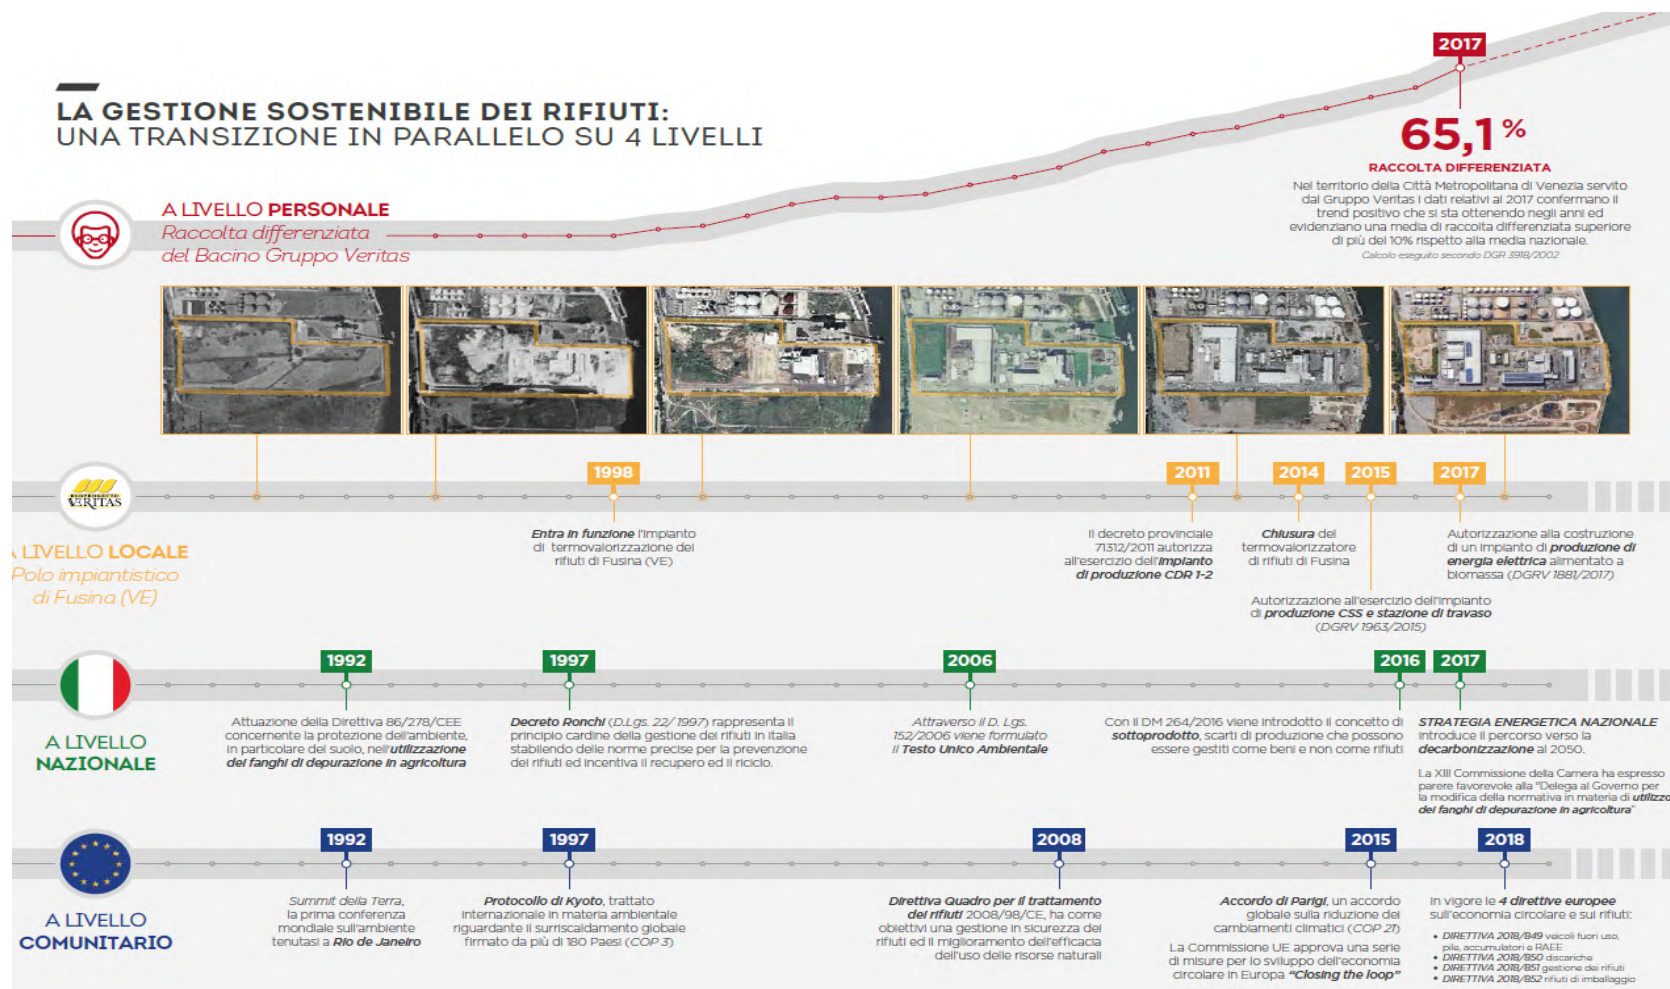 2017
LA GESTIONE SOSTENIBILE DEI RIFIUTI:
UNA TRANSIZIONE IN PARALLELO SU 4 LIVELLI
65,1 %
RACCOLTA DIFFERENZIATA
Nel territorio della Città Metropolitana di Venezia servito
dal Gruppo Veritas i dati relativi al 2017 confermano il
trend positivo che si sta ottenendo negli anni ed
evidenziano una media di raccolta differenziata superiore
di più del 10% rispetto alla media nazionale.
Calcolo eseguito secondo DGR 3918/2002
A LIVELLO PERSONALE
Raccolta differenziata
del Bacino Gruppo Veritas
VERITAS
A LIVELLO LOCALE
Polo impiantistico
di Fusina (VE)
1998
Entra in funzione l'impianto
di termovalorizzazione dei
rifiuti di Fusina (VE)
2011
Il decreto provinciale
71312/2011 autorizza
all'esercizio dell'impianto
di produzione CDR 1-2
2014
Chiusura del
termovalorizzatore
di rifiuti di Fusina
2015
Autorizzazione all'esercizio dell'impianto
di produzione CSS e stazione di travaso
(DGRV 1963/2015)
2017
Autorizzazione alla costruzione
di un impianto di produzione di
energia elettrica alimentato a
biomassa (DGRV 1881/2017)
A LIVELLO
NAZIONALE
1992
Attuazione della Direttiva 86/278/CEE
concernente la protezione dell'ambiente,
in particolare del suolo, nell'utilizzazione
dei fanghi di depurazione in agricoltura
1997
Decreto Ronchi (D.Lgs. 22/ 1997) rappresenta il
principio cardine della gestione dei rifiuti in italia
stabilendo delle norme precise per la prevenzione
dei rifiuti ed incentiva il recupero ed il riciclo.
2006
Attraverso il D. Lgs.
152/2006 viene formulato
il Testo Unico Ambientale
2016
Con il DM 264/2016 viene introdotto il concetto di
sottoprodotto, scarti di produzione che possono
essere gestiti come beni e non come rifiuti
2017
STRATEGIA ENERGETICA NAZIONALE
introduce il percorso verso la
decarbonizzazione al 2050.
La XIII Commissione della Camera ha espresso
parere favorevole alla "Delega al Governo per
la modifica della normativa in materia di utilizzo
dei fanghi di depurazione in agricoltura"
A LIVELLO
COMUNITARIO
1992
Summit della Terra,
la prima conferenza
mondiale sull'ambiente
tenutasi a Rio de Janeiro
1997
Protocollo di Kyoto, trattato
internazionale in materia ambientale
riguardante il surriscaldamento globale
firmato da più di 180 Paesi (COP 3)
2008
Direttiva Quadro per il trattamento
dei rifiuti 2008/98/CE, ha come
obiettivi una gestione in sicurezza dei
rifiuti ed il miglioramento dell'efficacia
dell'uso delle risorse naturali
2015
Accordo di Parigi, un accordo
globale sulla riduzione dei
cambiamenti climatici (COP 21)
La Commissione UE approva una serie
di misure per lo sviluppo dell'economia
circolare in Europa "Closing the loop"
2018
In vigore le 4 direttive europee
sull'economia circolare e sui rifiuti:
• DIRETTIVA 2018/849 veicoli fuori uso,
pile, accumulatori e RAEE
• DIRETTIVA 2018/850 discariche
• DIRETTIVA 2018/851 gestione dei rifiuti
• DIRETTIVA 2018/852 rifiuti di imballaggio